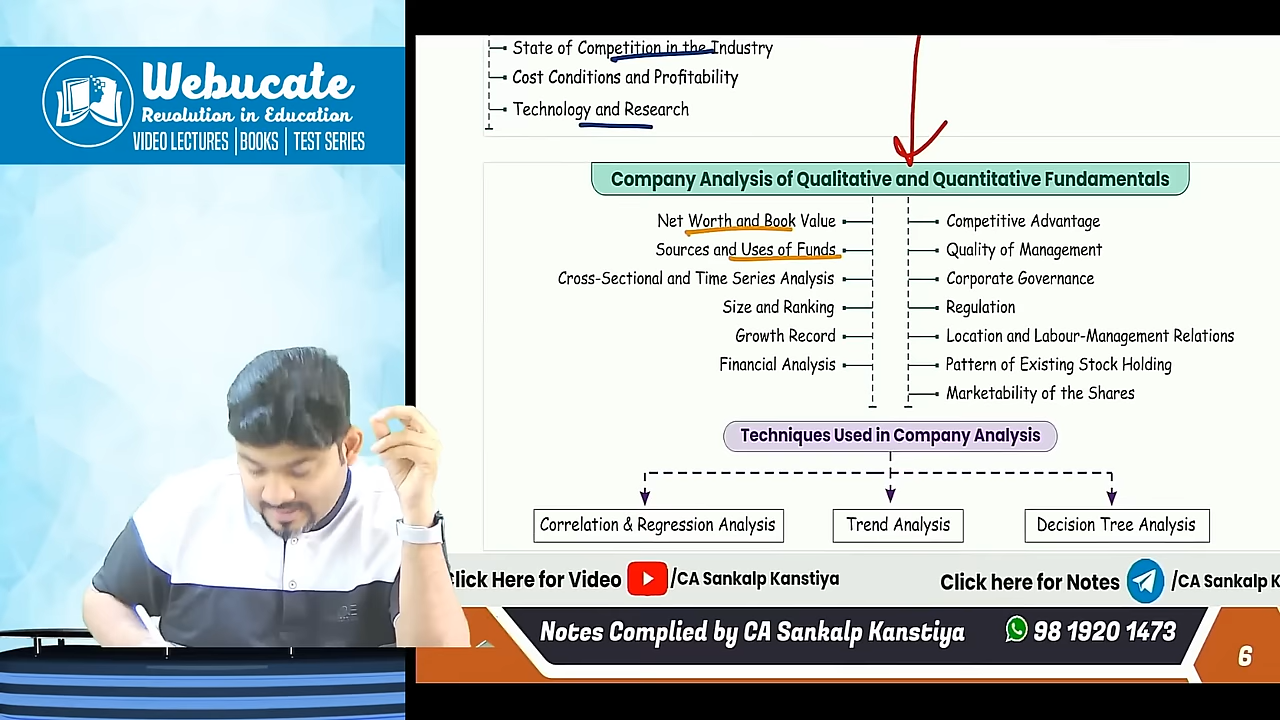 Webucate
Revolution in Education
VIDEO LECTURES | BOOKS | TEST SERIES
State of Competition in the Industry
Cost Conditions and Profitability
Technology and Research
Company Analysis of Qualitative and Quantitative Fundamentals
Net Worth and Book Value
Sources and Uses of Funds
Cross-Sectional and Time Series Analysis
Size and Ranking
Growth Record
Financial Analysis
Competitive Advantage
Quality of Management
Corporate Governance
Regulation
Location and Labour-Management Relations
Pattern of Existing Stock Holding
Marketability of the Shares
Techniques Used in Company Analysis
Correlation & Regression Analysis
Trend Analysis
Decision Tree Analysis
lick Here for Video /CA Sankalp Kanstiya
Click here for Notes /CA Sankalp K
Notes Complied by CA Sankalp Kanstiya
98 1920 1473
6